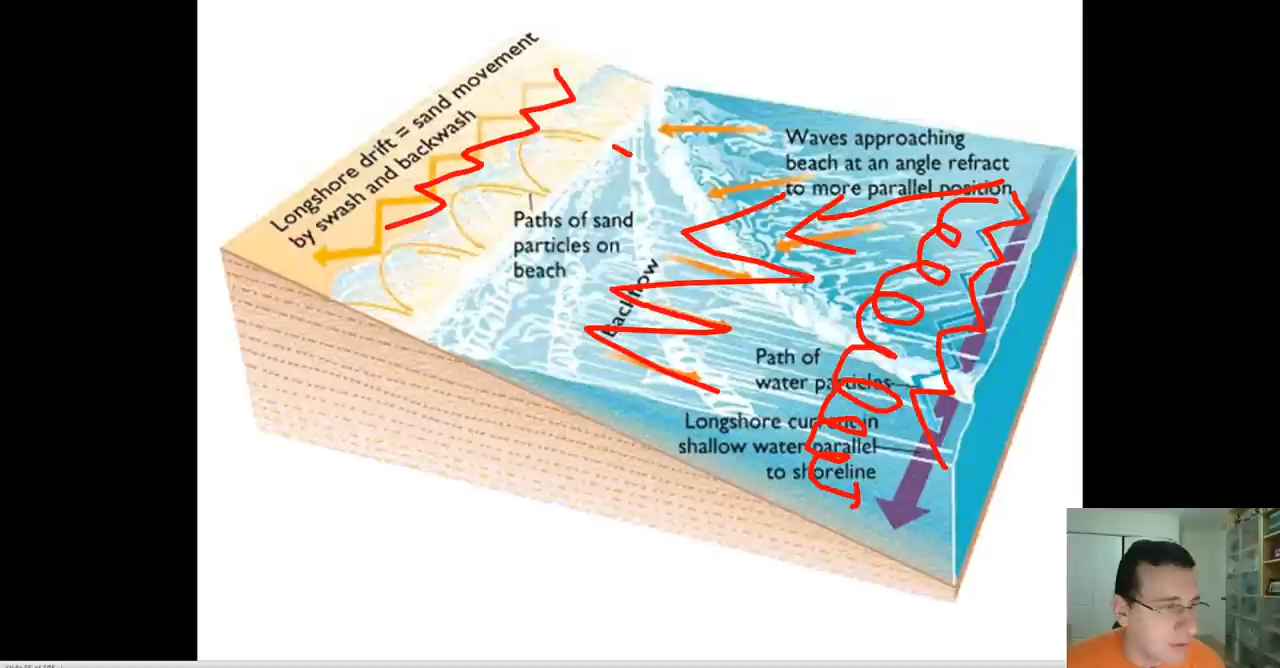 Longshore drift = sand movement
by swash and backwash
Waves approaching
beach at an angle refract
to more parallel position
Paths of sand
particles on
beach
Backflow
Path of
water particles
Longshore current in
shallow water parallel
to shoreline